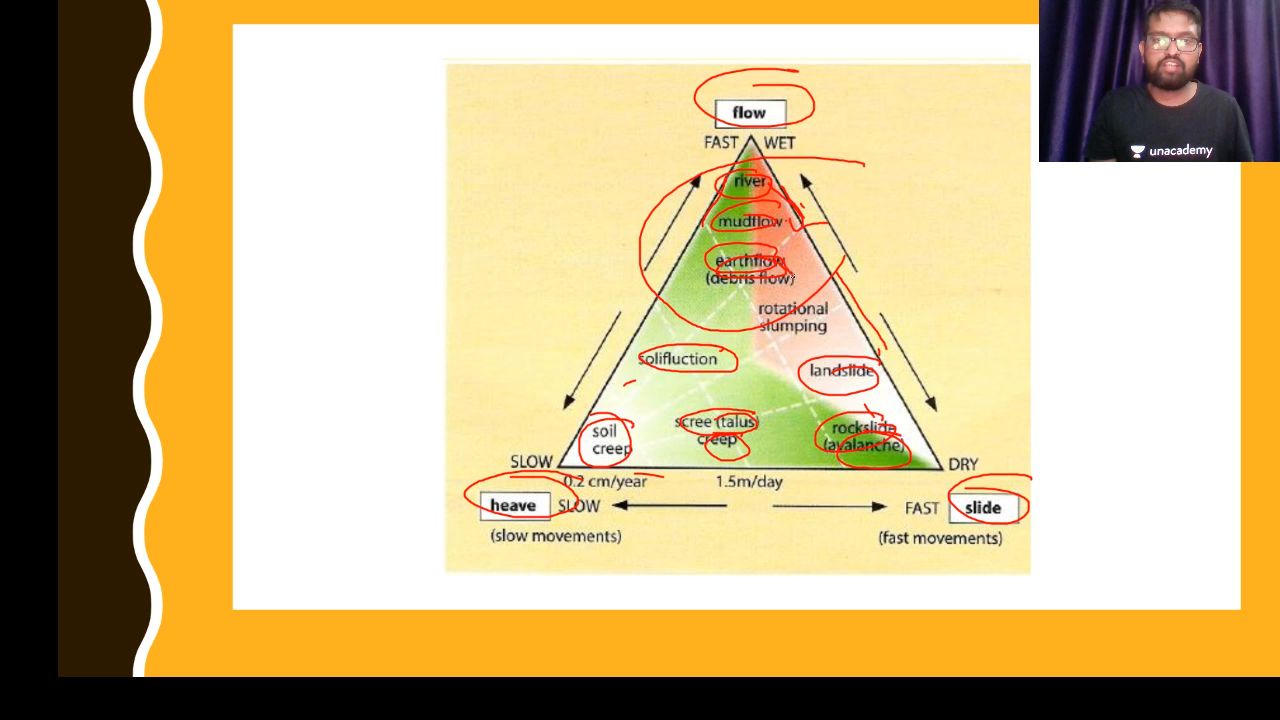 unacademy
flow
FAST WET
river
mudflow
earthflow
(debris flow)
rotational
slumping
solifluction
landslide
scree (talus)
creep
soil
creep
rockslide
(avalanche)
SLOW
DRY
0.2 cm/year
1.5m/day
heave SLOW
FAST slide
(slow movements)
(fast movements)